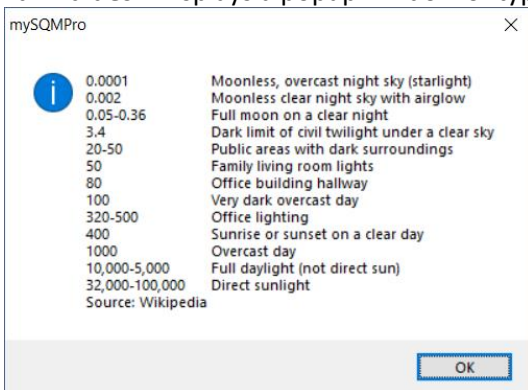 mySQMPro
0.0001 Moonless, overcast night sky (starlight)
0.002 Moonless clear night sky with airglow
0.05-0.36 Full moon on a clear night
3.4 Dark limit of civil twilight under a clear sky
20-50 Public areas with dark surroundings
50 Family living room lights
80 Office building hallway
100 Very dark overcast day
320-500 Office lighting
400 Sunrise or sunset on a clear day
1000 Overcast day
10,000-5,000 Full daylight (not direct sun)
32,000-100,000 Direct sunlight
Source: Wikipedia
OK